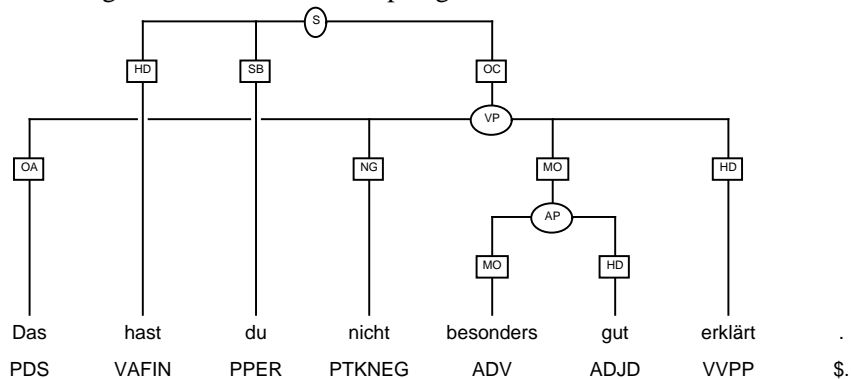 S
HD SB OC
VP
OA NG MO HD
AP
MO HD
Das hast du nicht besonders gut erklärt .
PDS VAFIN PPER PTKNEG ADV ADJD VVPP $.